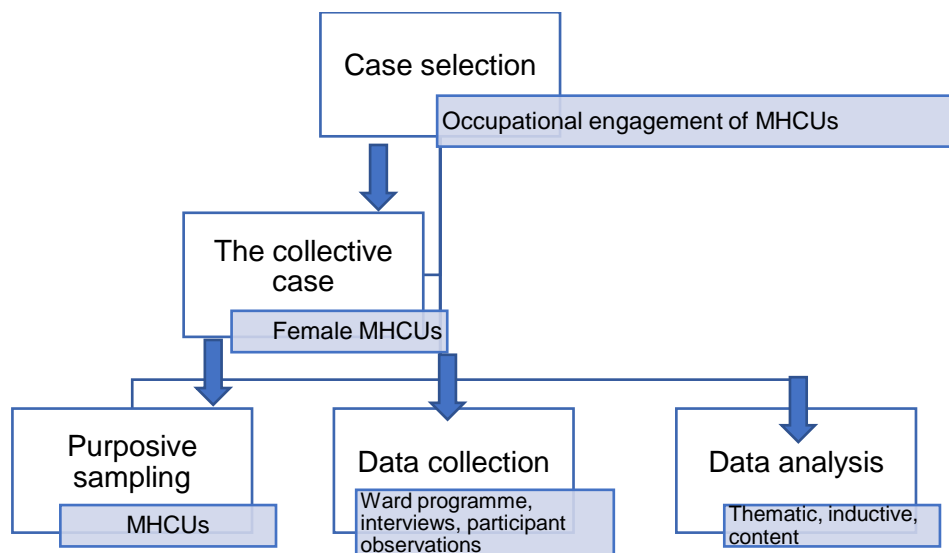 Case selection
Occupational engagement of MHCUs
The collective
case
Female MHCUs
Purposive
sampling
MHCUs
Data collection
Ward programme,
interviews, participant
observations
Data analysis
Thematic, inductive,
content